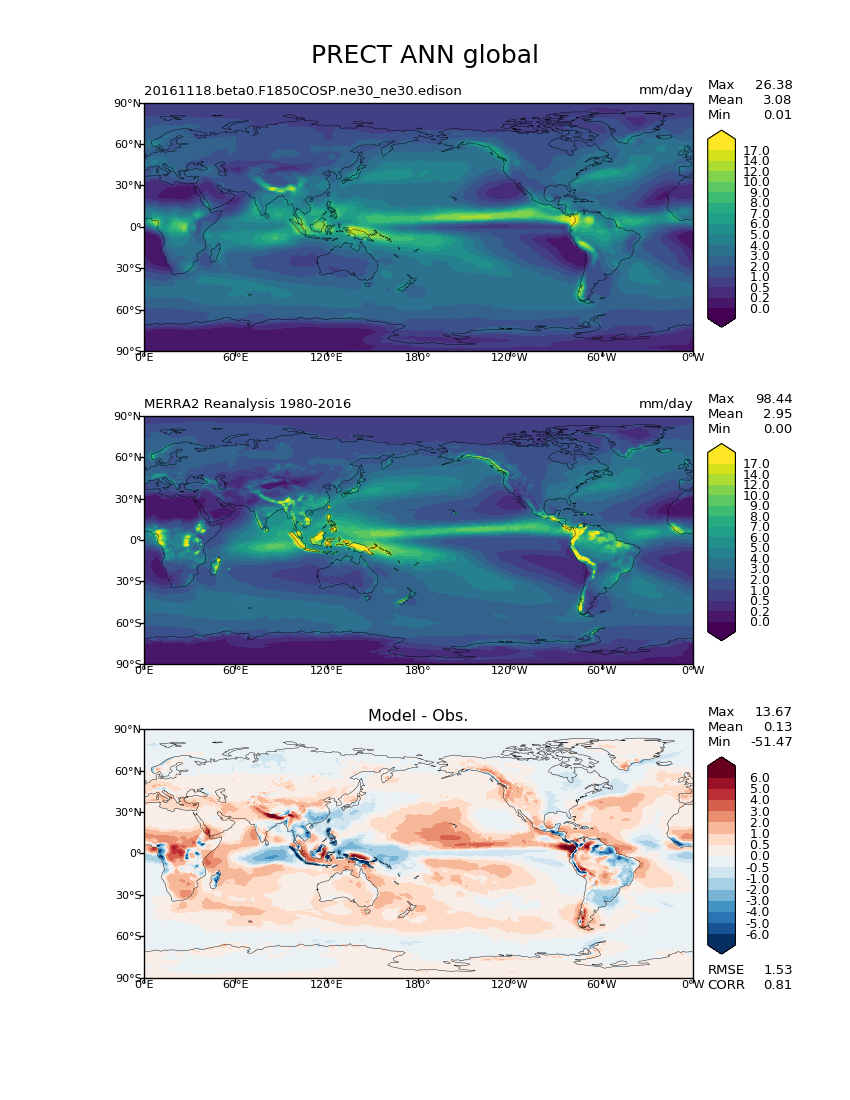 PRECT ANN global
20161118.beta0.F1850COSP.ne30_ne30.edison mm/day
Max 26.38
Mean 3.08
Min 0.01
90°N
60°N
30°N
0°
30°S
60°S
90°S
0°E 60°E 120°E 180° 120°W 60°W 0°W
17.0
14.0
12.0
10.0
9.0
8.0
7.0
6.0
5.0
4.0
3.0
2.0
1.0
0.5
0.2
0.0
MERRA2 Reanalysis 1980-2016 mm/day
Max 98.44
Mean 2.95
Min 0.00
90°N
60°N
30°N
0°
30°S
60°S
90°S
0°E 60°E 120°E 180° 120°W 60°W 0°W
17.0
14.0
12.0
10.0
9.0
8.0
7.0
6.0
5.0
4.0
3.0
2.0
1.0
0.5
0.2
0.0
Model - Obs.
Max 13.67
Mean 0.13
Min -51.47
90°N
60°N
30°N
0°
30°S
60°S
90°S
0°E 60°E 120°E 180° 120°W 60°W 0°W
6.0
5.0
4.0
3.0
2.0
1.0
0.5
0.0
-0.5
-1.0
-2.0
-3.0
-4.0
-5.0
-6.0
RMSE 1.53
CORR 0.81